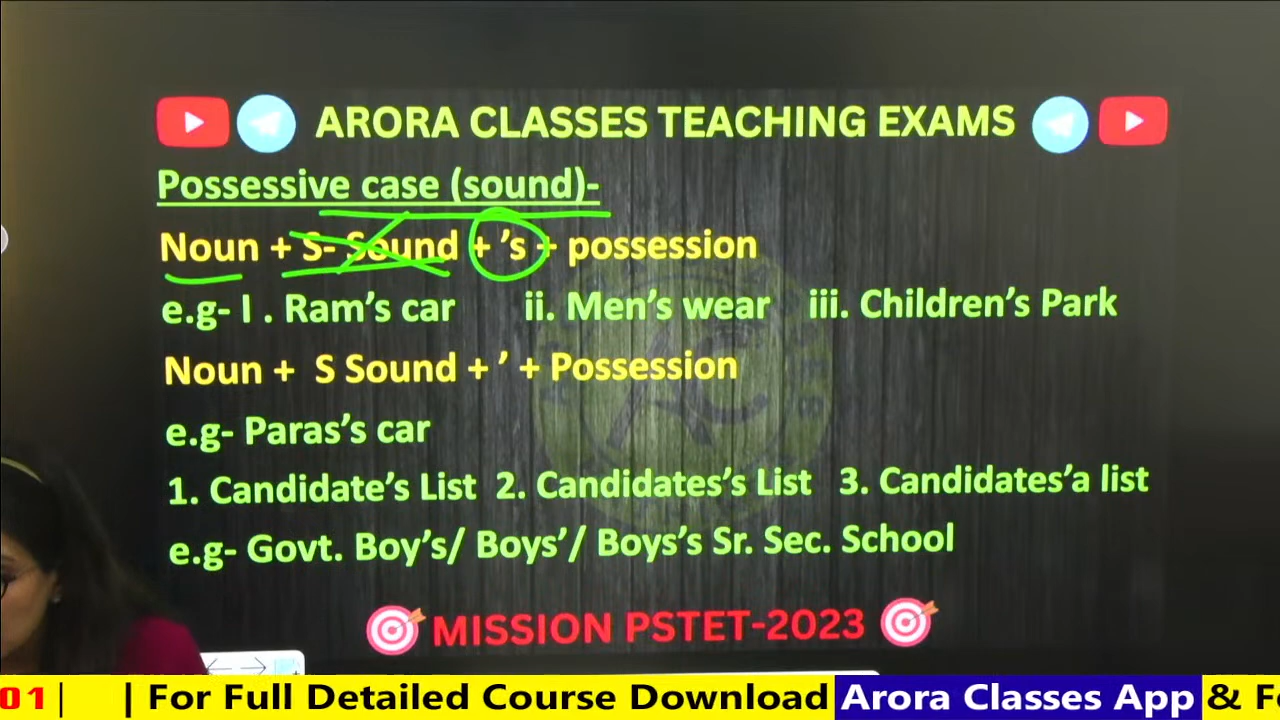 ARORA CLASSES TEACHING EXAMS
Possessive case (sound)-
Noun + S- Sound + ’s + possession
e.g- I . Ram’s car ii. Men’s wear iii. Children’s Park
Noun + S Sound + ’ + Possession
e.g- Paras’s car
1. Candidate’s List 2. Candidates’s List 3. Candidates’a list
e.g- Govt. Boy’s/ Boys’/ Boys’s Sr. Sec. School
MISSION PSTET-2023
01 | | For Full Detailed Course Download Arora Classes App &